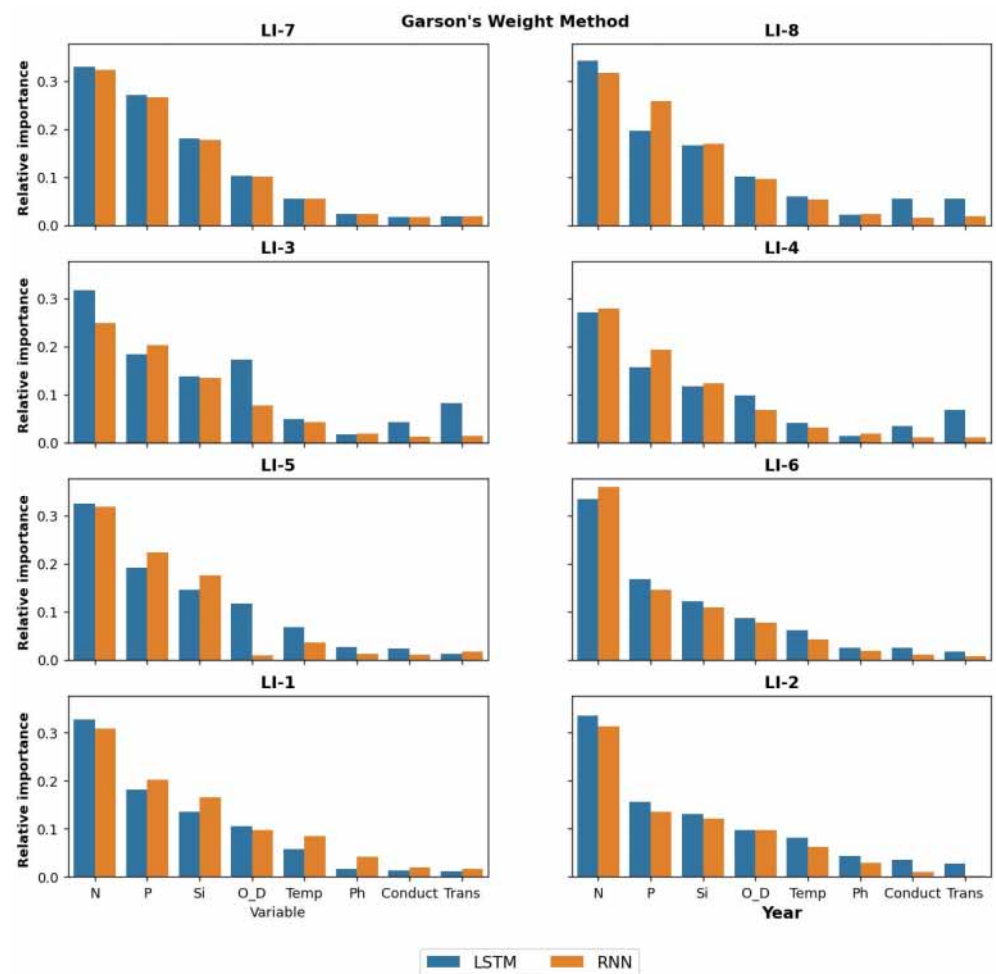 Garson's Weight Method
LI-7
LI-8
Relative importance
0.3
0.2
0.1
0.0
LI-3
LI-4
Relative importance
0.3
0.2
0.1
0.0
LI-5
LI-6
Relative importance
0.3
0.2
0.1
0.0
LI-1
LI-2
Relative importance
0.3
0.2
0.1
0.0
N P Si O_D Temp Ph Conduct Trans
N P Si O_D Temp Ph Conduct Trans
Variable
Year
LSTM RNN